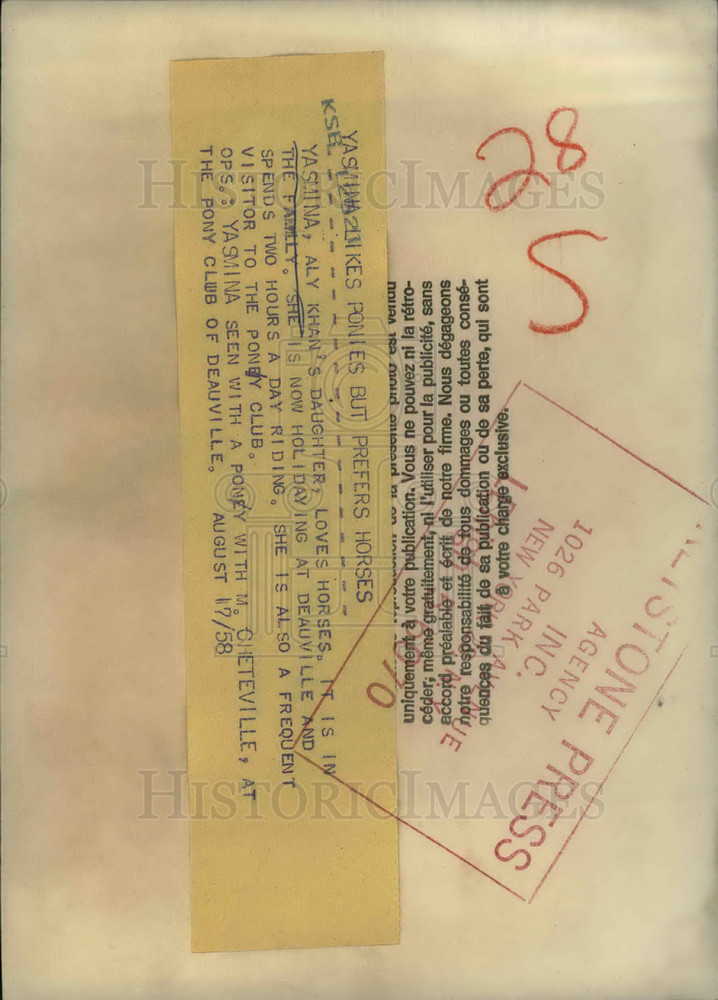 YASMINA LIKES PONIES BUT PREFERS HORSES
KSB.
YASMINA, ALY KHAN'S DAUGHTER, LOVES HORSES. IT IS IN
THE FAMILY. SHE IS NOW HOLIDAYING AT DEAUVILLE AND
SPENDS TWO HOURS A DAY RIDING. SHE IS ALSO A FREQUENT
VISITOR TO THE PONEY CLUB.
OPS.: YASMINA SEEN WITH A PONEY WITH M. CHETEVILLE, AT
THE PONY CLUB OF DEAUVILLE. AUGUST 17/58
uniquement à votre publication. Vous ne pouvez ni la rétro-
céder; même gratuitement, ni l'utiliser pour la publicité, sans
accord préalable et écrit de notre firme. Nous dégageons
notre responsabilité de tous dommages ou toutes consé-
quences du fait de sa publication ou de sa perte, qui sont
à votre charge exclusive.
KEYSTONE PRESS
AGENCY
INC.
1026 PARK AVENUE
NEW YORK
28
5
HISTORICIMAGES
HISTORICIMAGES